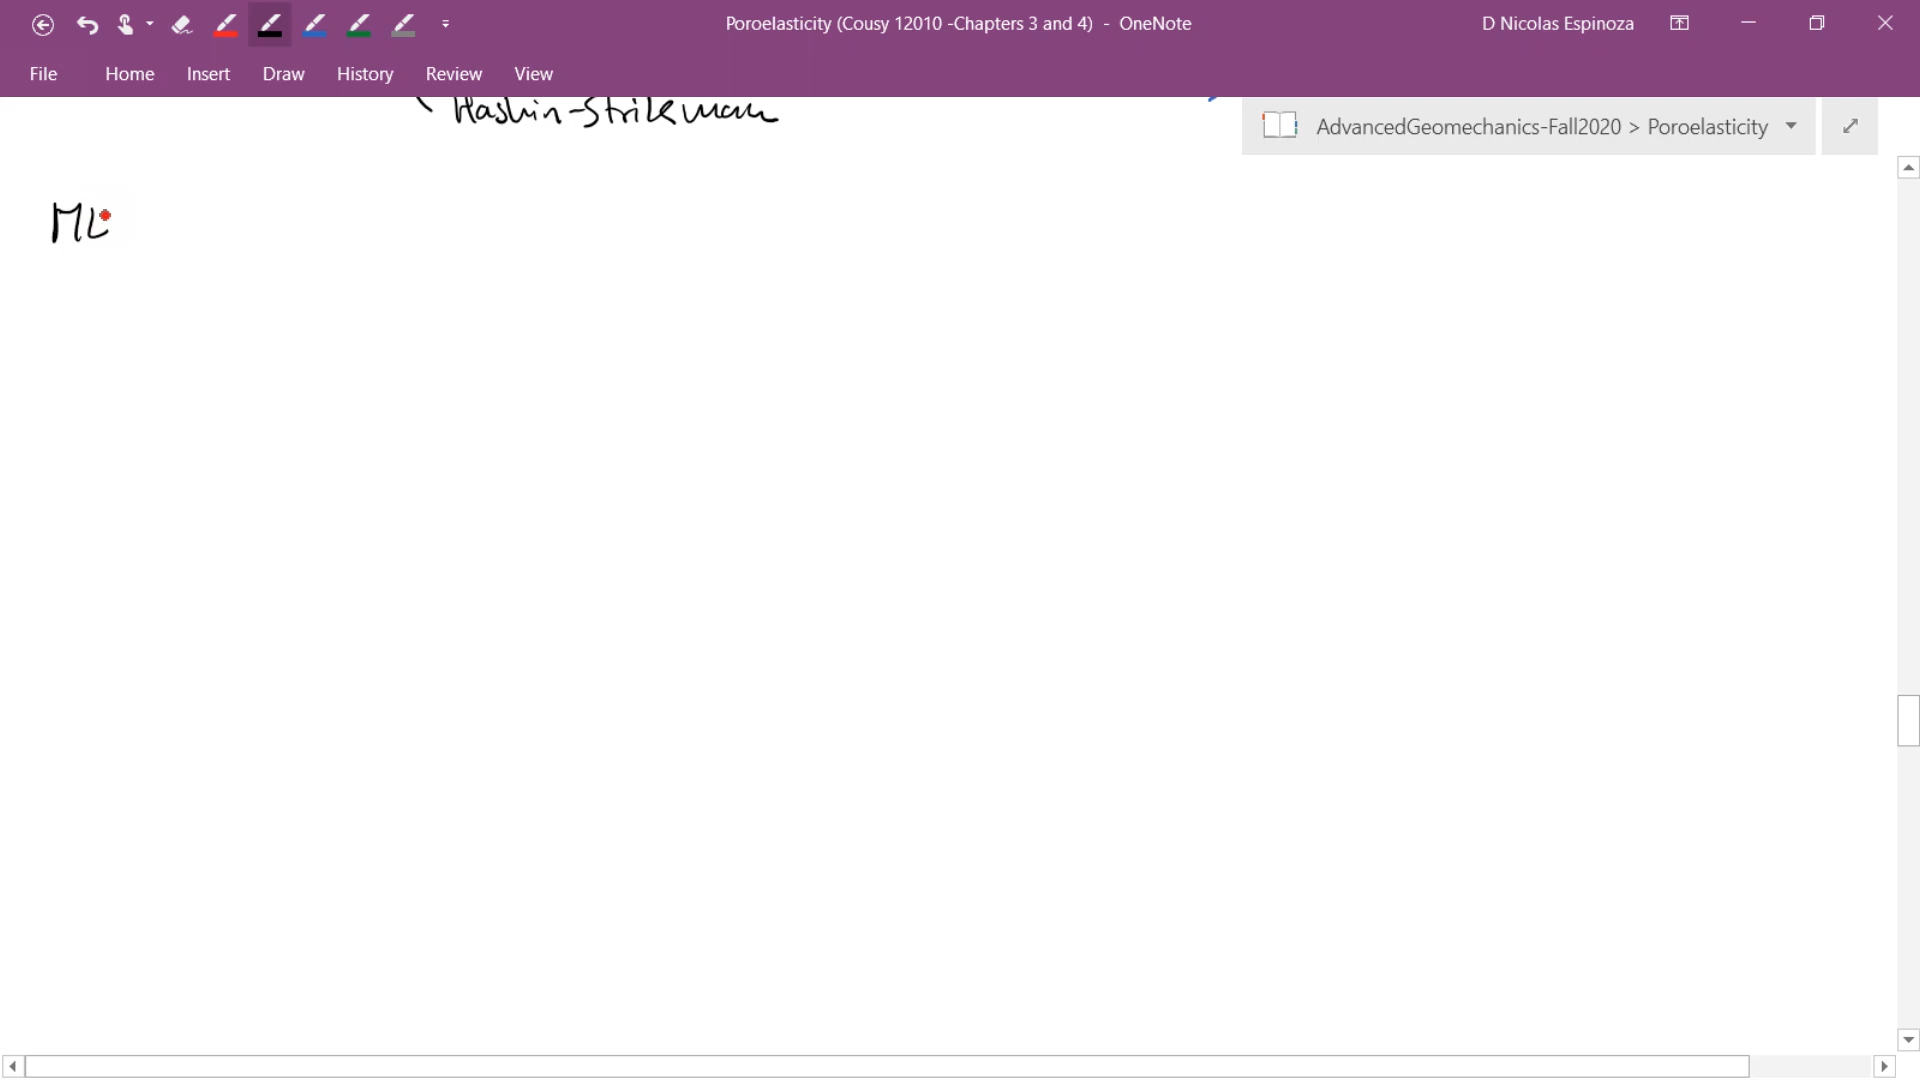 Poroelasticity (Cousy 12010 -Chapters 3 and 4) - OneNote
D Nicolas Espinoza
File Home Insert Draw History Review View
Hashin-Strikman
AdvancedGeomechanics-Fall2020 > Poroelasticity
ML